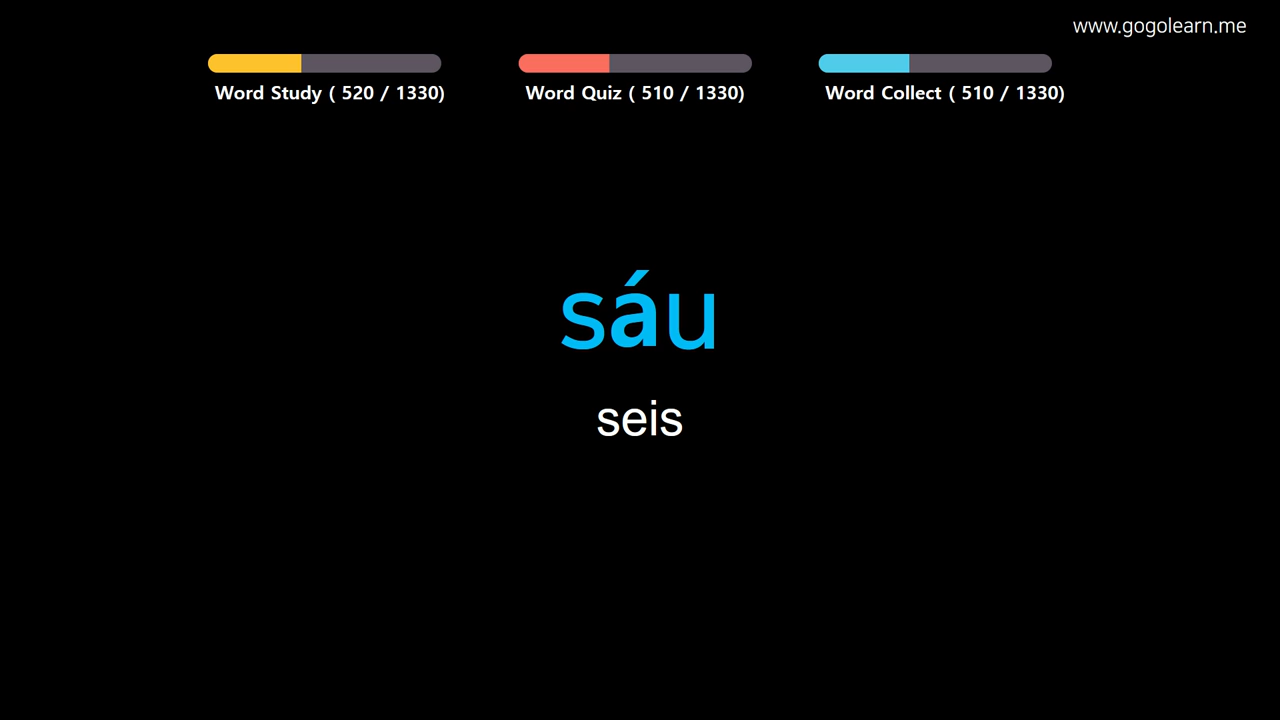 www.gogolearn.me
Word Study ( 520 / 1330)
Word Quiz ( 510 / 1330)
Word Collect ( 510 / 1330)
sáu
seis